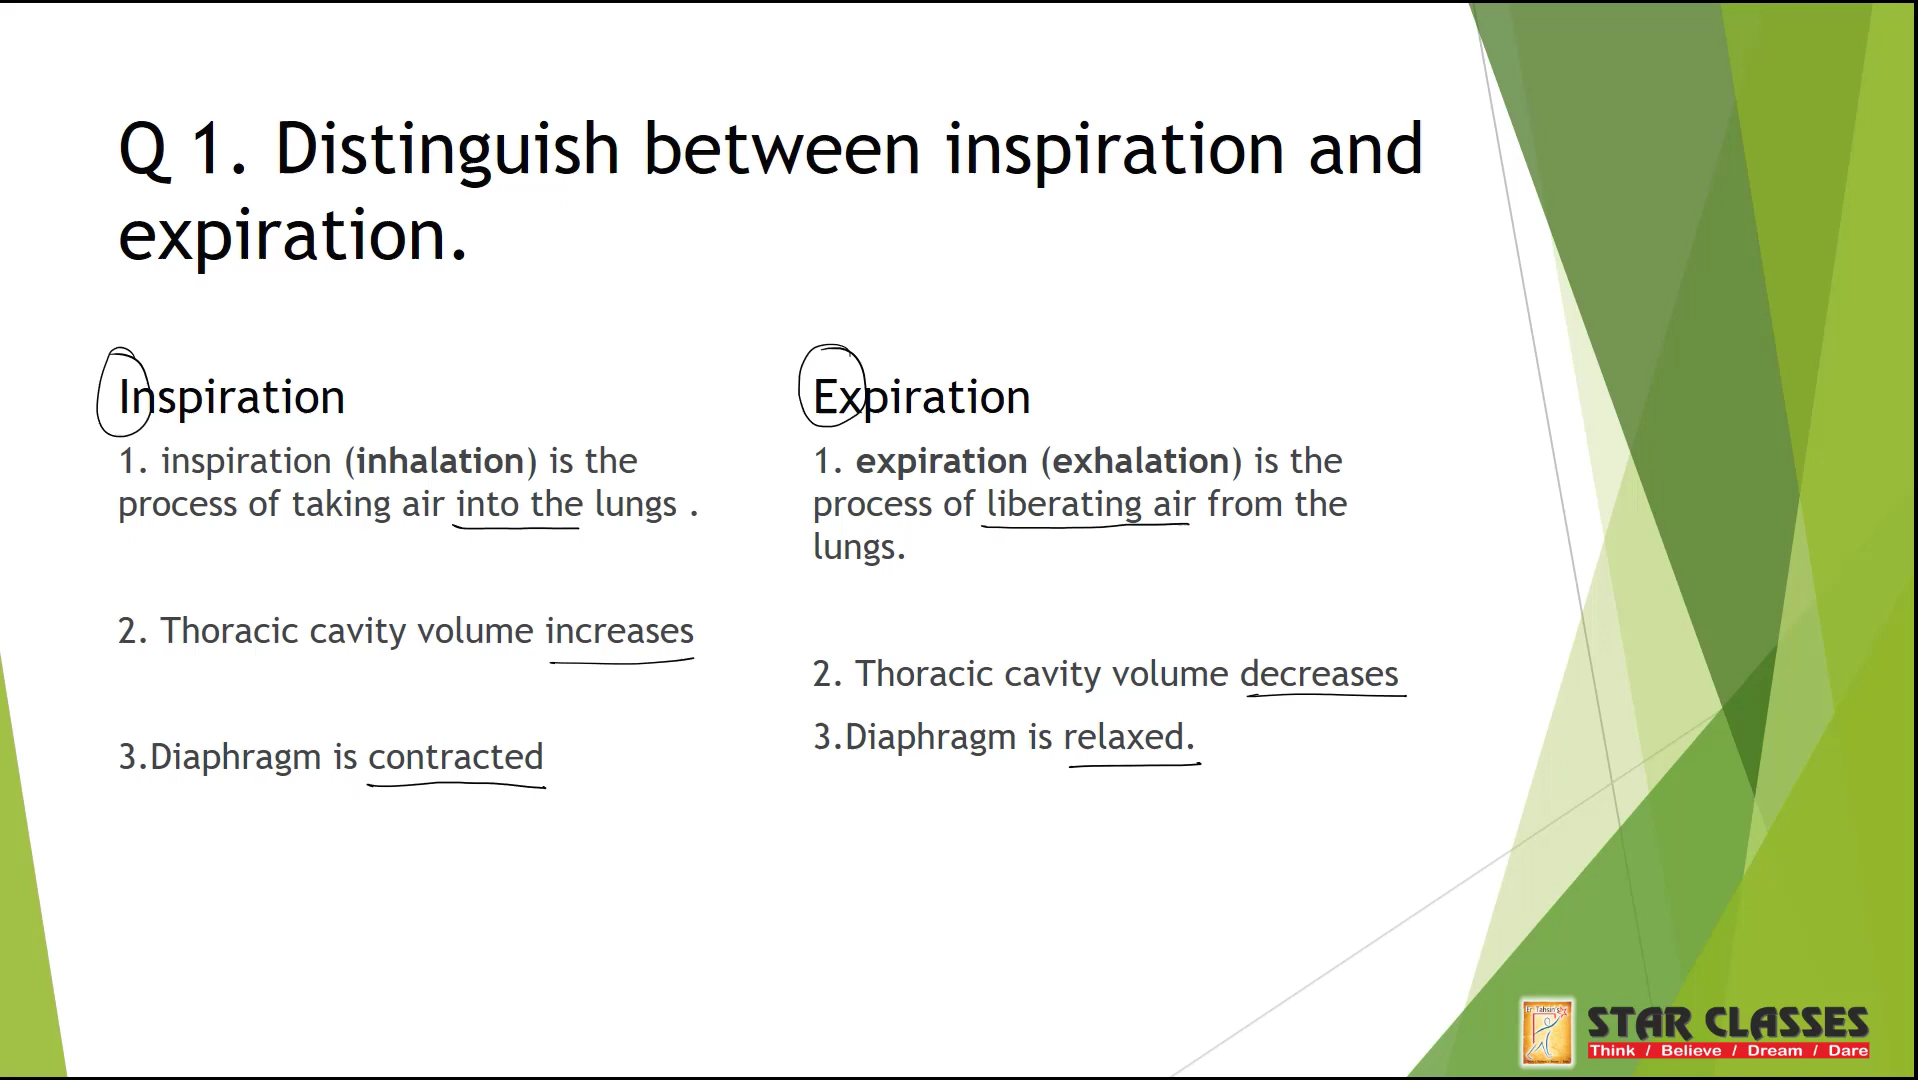 Q 1. Distinguish between inspiration and
expiration.
Inspiration
1. inspiration (inhalation) is the
process of taking air into the lungs .
2. Thoracic cavity volume increases
3.Diaphragm is contracted
Expiration
1. expiration (exhalation) is the
process of liberating air from the
lungs.
2. Thoracic cavity volume decreases
3.Diaphragm is relaxed.
Er. Tahsin's
STAR CLASSES
Think / Believe / Dream / Dare